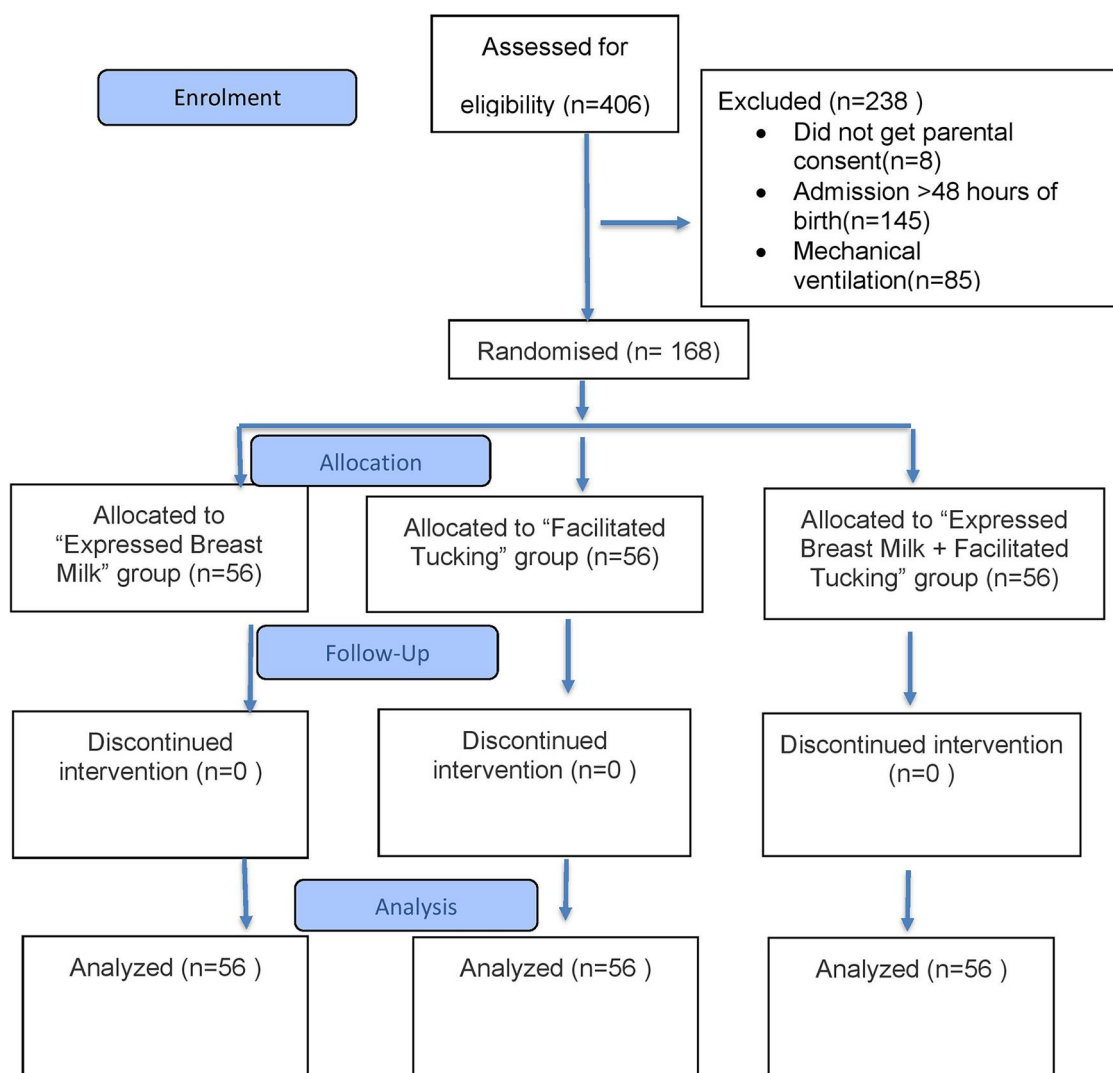 Assessed for
eligibility (n=406)
Enrolment
Excluded (n=238 )
• Did not get parental
consent(n=8)
• Admission >48 hours of
birth(n=145)
• Mechanical
ventilation(n=85)
Randomised (n= 168)
Allocation
Allocated to
“Expressed Breast
Milk” group (n=56)
Allocated to “Facilitated
Tucking” group (n=56)
Allocated to “Expressed
Breast Milk + Facilitated
Tucking” group (n=56)
Follow-Up
Discontinued
intervention (n=0 )
Discontinued
intervention (n=0 )
Discontinued intervention
(n=0 )
Analysis
Analyzed (n=56 )
Analyzed (n=56 )
Analyzed (n=56 )